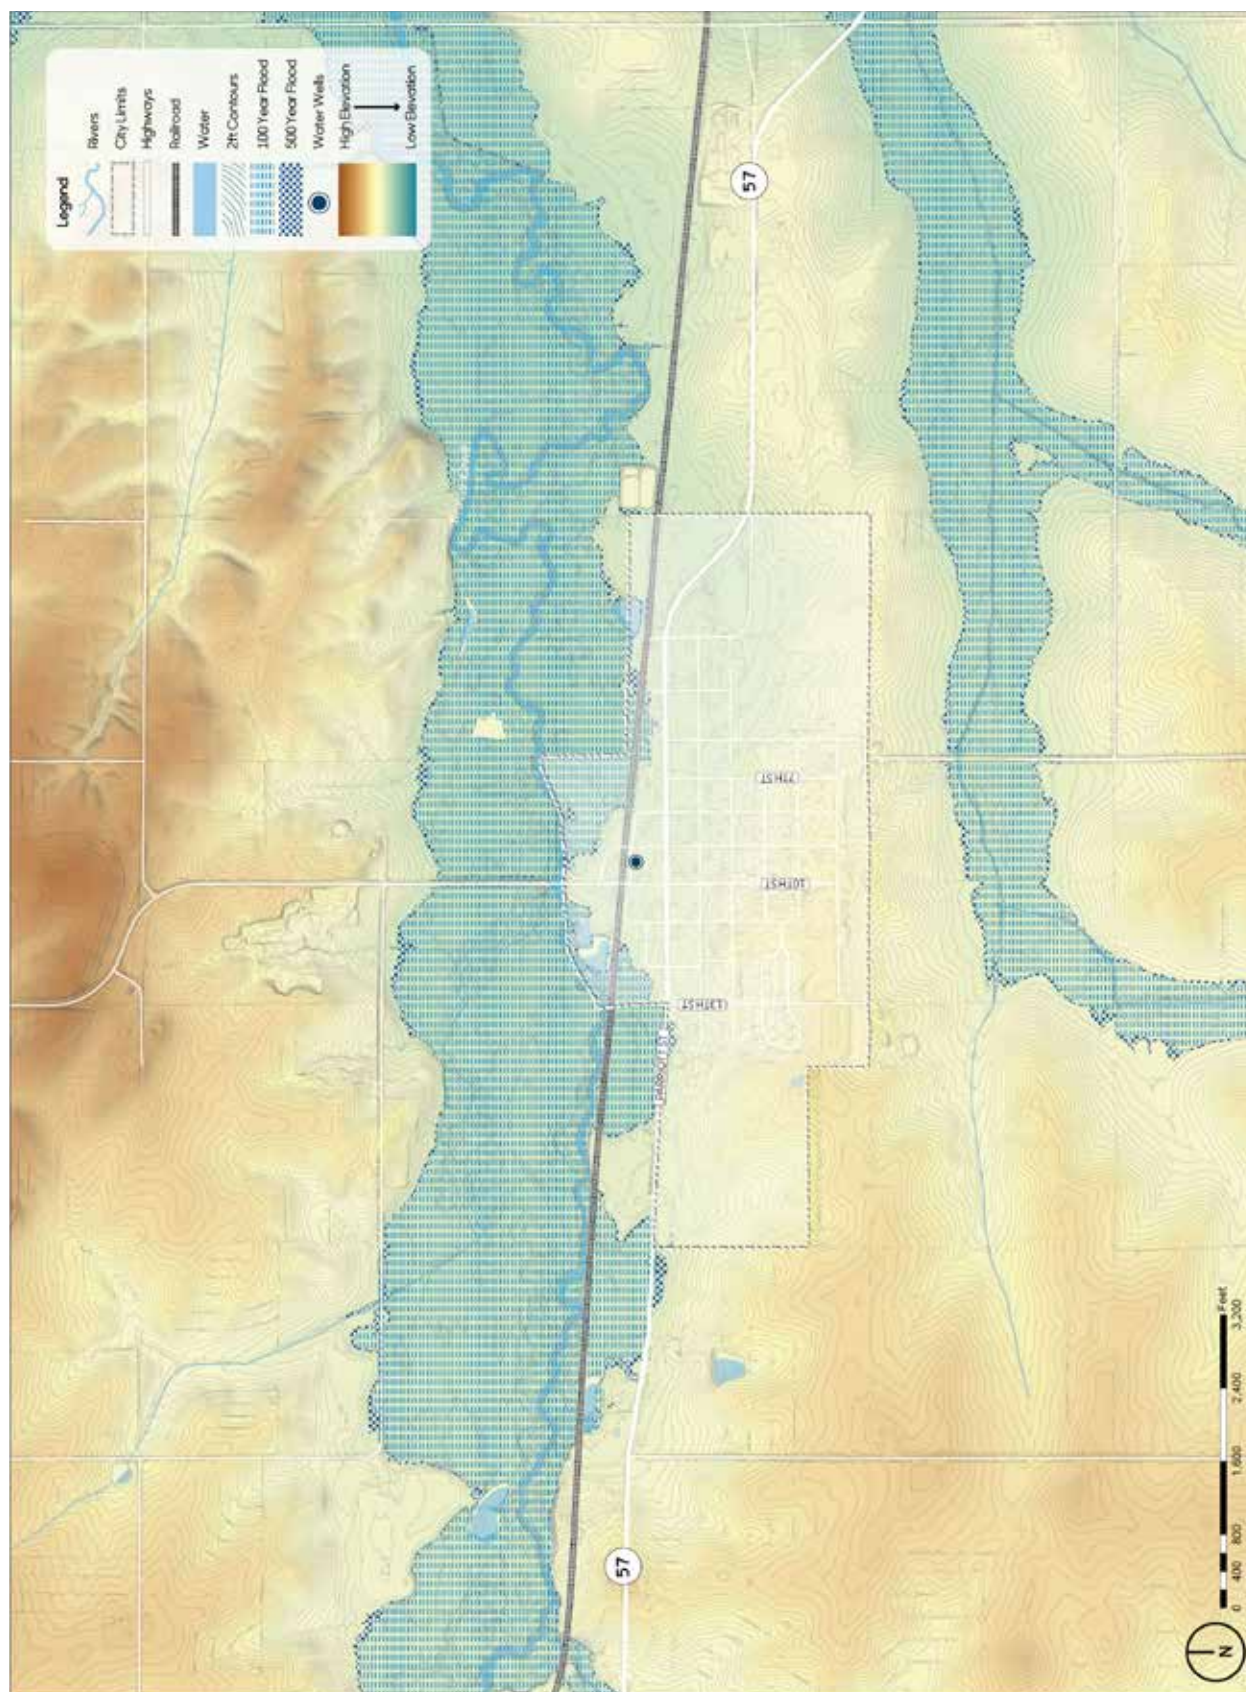 Legend
Rivers
City Limits
Highways
Railroad
Water
2ft Contours
100 Year Flood
500 Year Flood
Water Wells
High Elevation
Low Elevation
57
57
7TH ST
10TH ST
13TH ST
N
0 400 800 1,600 2,400 3,200
Feet